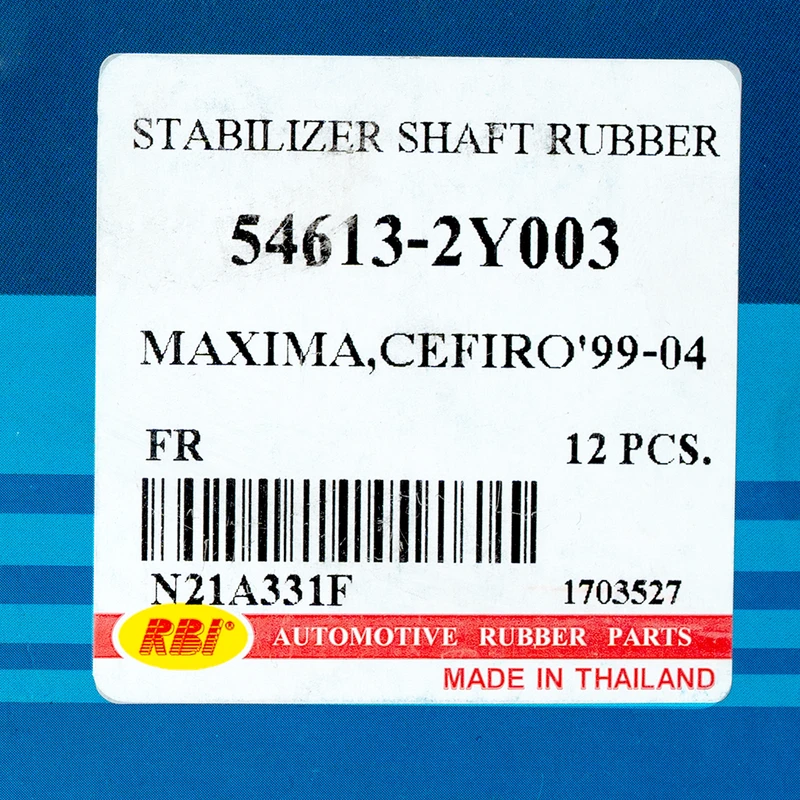 STABILIZER SHAFT RUBBER
54613-2Y003
MAXIMA,CEFIRO'99-04
FR 12 PCS.
N21A331F 1703527
RBI® AUTOMOTIVE RUBBER PARTS
MADE IN THAILAND